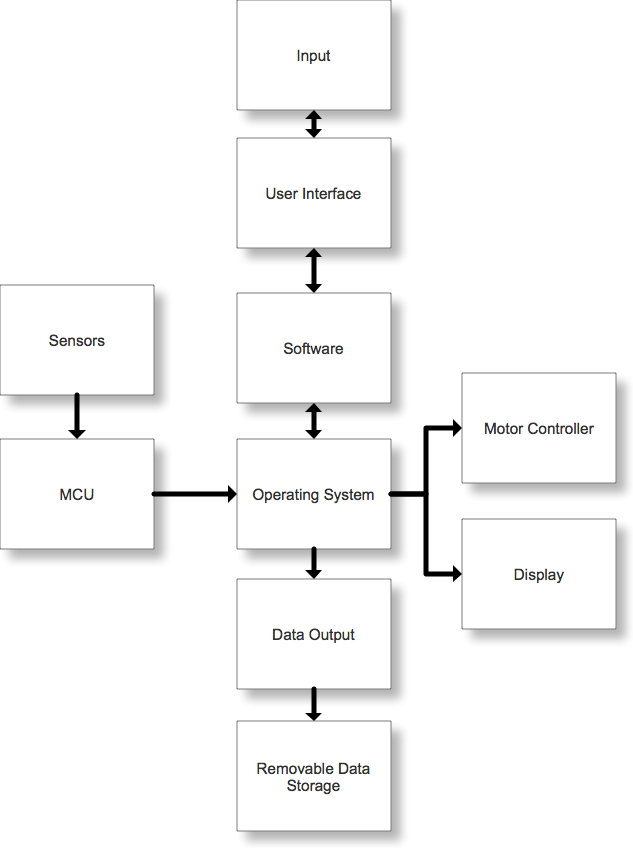 Input
User Interface
Sensors
Software
Motor Controller
MCU
Operating System
Display
Data Output
Removable Data
Storage